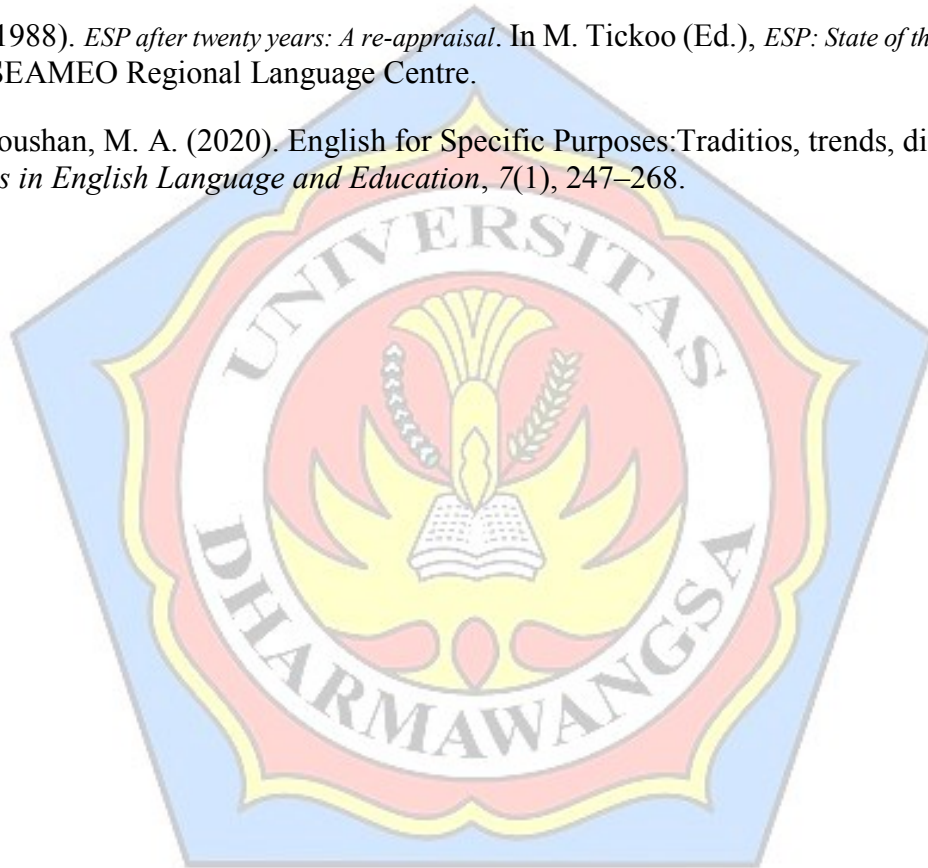 1988). ESP after twenty years: A re-appraisal. In M. Tickoo (Ed.), ESP: State of th
SEAMEO Regional Language Centre.
oushan, M. A. (2020). English for Specific Purposes:Traditios, trends, di
s in English Language and Education, 7(1), 247–268.
UNIVERSITAS
DHARMAWANGSA